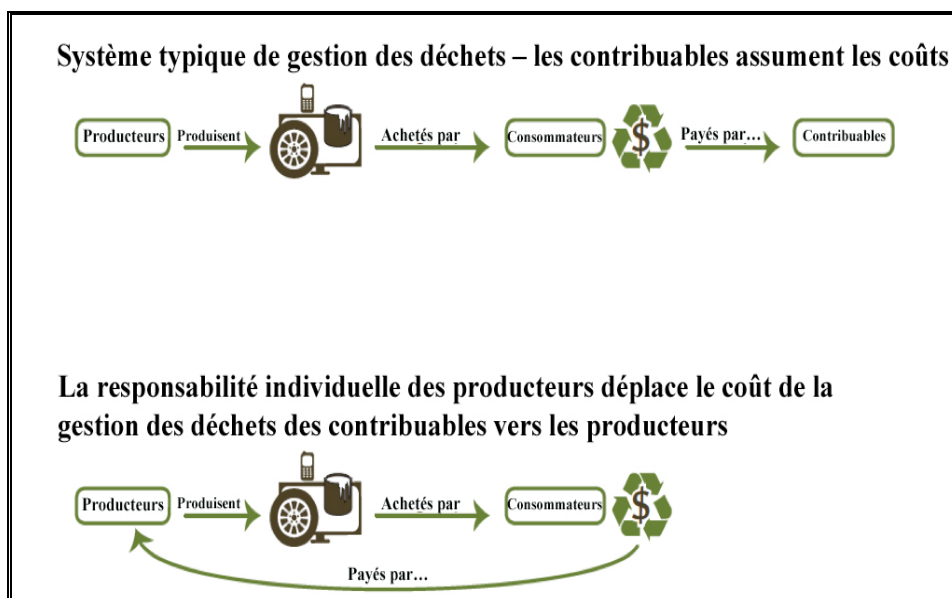 Système typique de gestion des déchets – les contribuables assument les coûts
Producteurs Produisent Achetés par Consommateurs $ Payés par… Contribuables
La responsabilité individuelle des producteurs déplace le coût de la
gestion des déchets des contribuables vers les producteurs
Producteurs Produisent Achetés par Consommateurs $
Payés par…